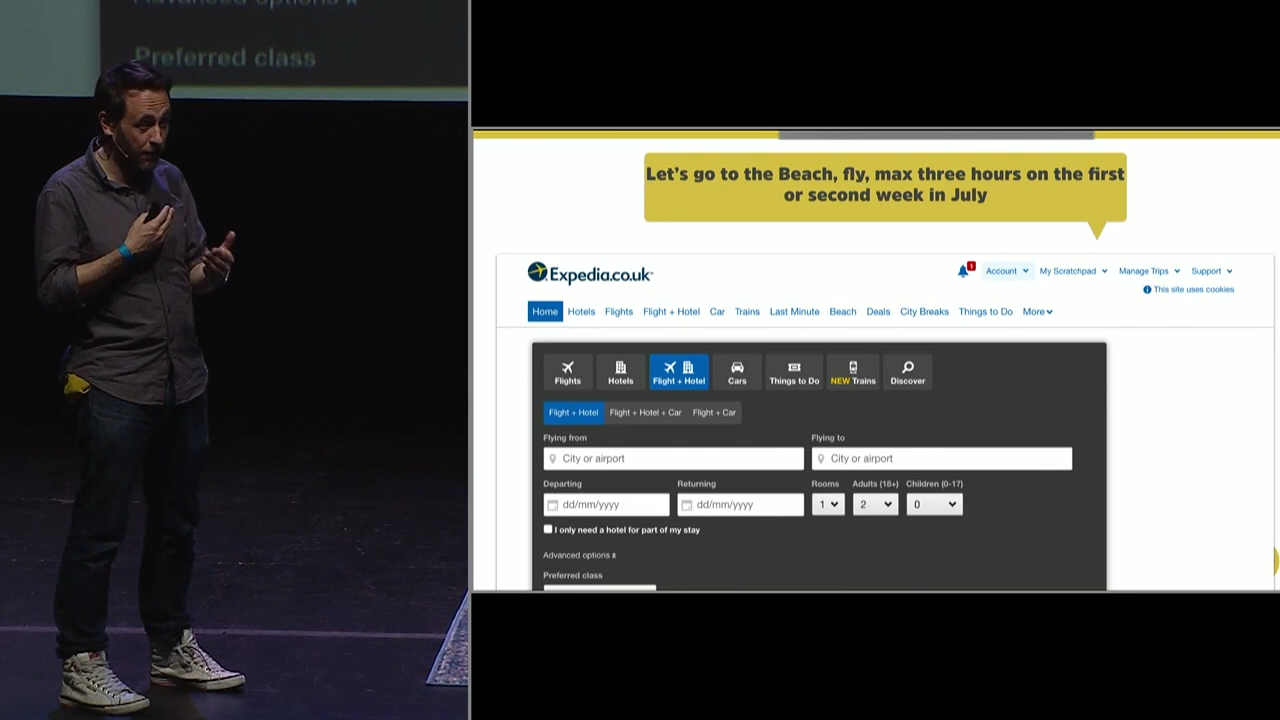 Advanced options
Preferred class
Let's go to the Beach, fly, max three hours on the first
or second week in July
Expedia.co.uk
1
Account
My Scratchpad
Manage Trips
Support
This site uses cookies
Home Hotels Flights Flight + Hotel Car Trains Last Minute Beach Deals City Breaks Things to Do More
Flights Hotels Flight + Hotel Cars Things to Do NEW Trains Discover
Flight + Hotel Flight + Hotel + Car Flight + Car
Flying from Flying to
City or airport City or airport
Departing Returning Rooms Adults (18+) Children (0-17)
dd/mm/yyyy dd/mm/yyyy 1 2 0
I only need a hotel for part of my stay
Advanced options
Preferred class